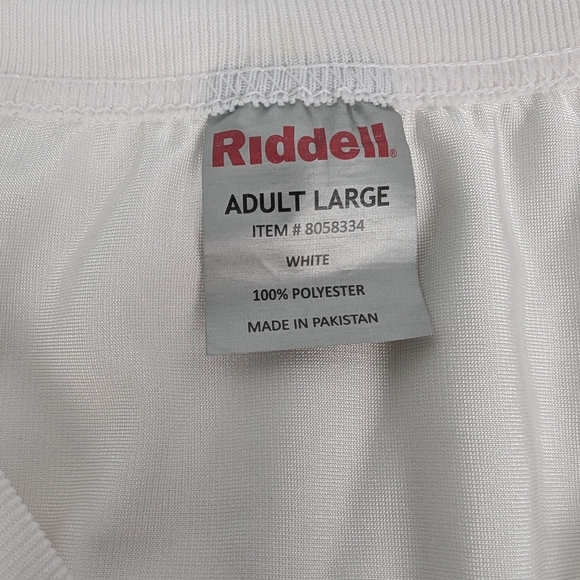 Riddell®
ADULT LARGE
ITEM # 8058334
WHITE
100% POLYESTER
MADE IN PAKISTAN